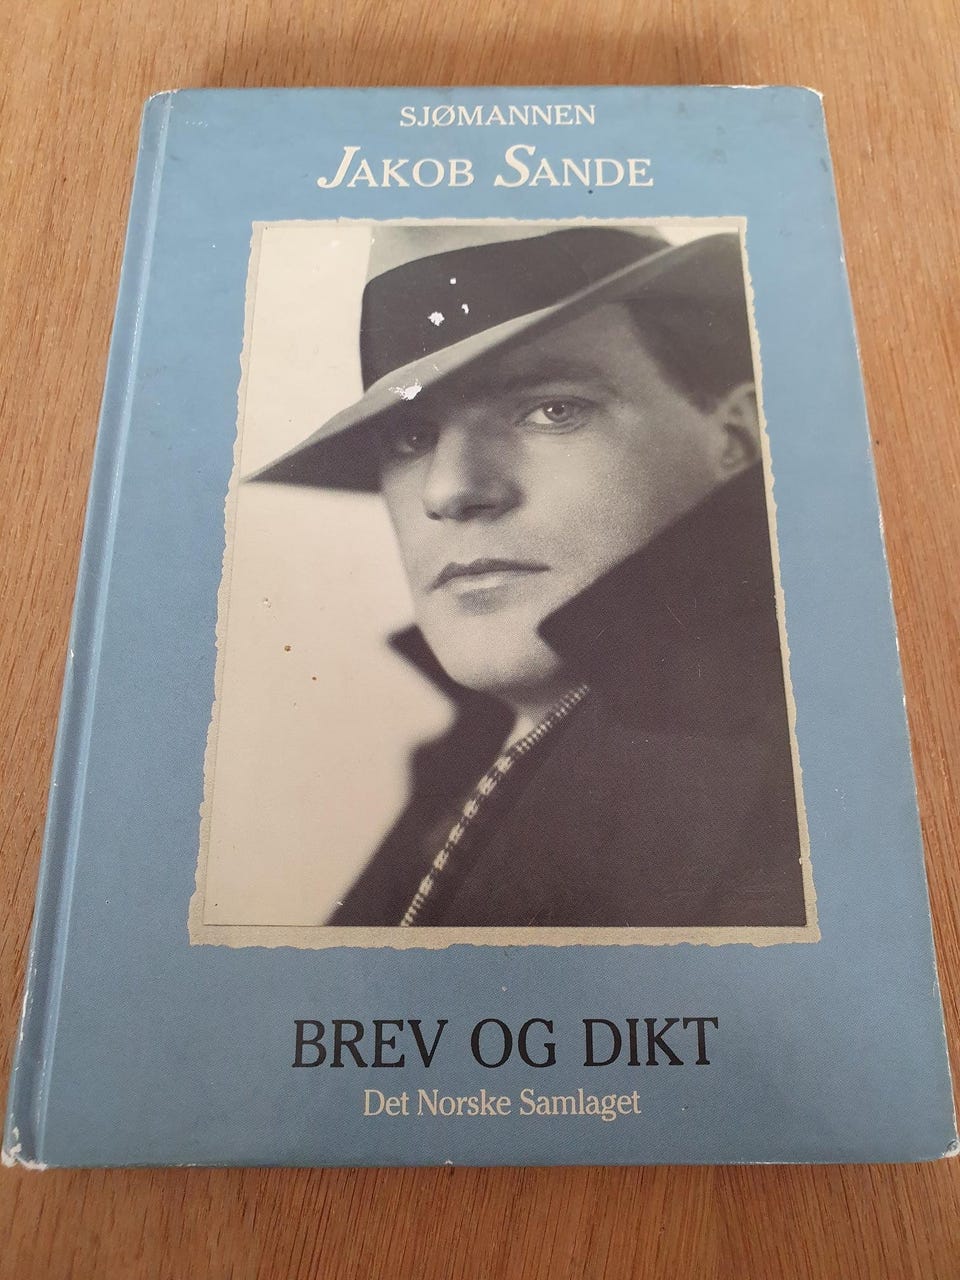 SJØMANNEN
JAKOB SANDE
BREV OG DIKT
Det Norske Samlaget